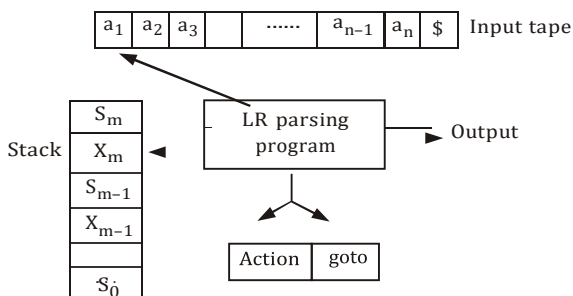 a1 a2 a3 ...... an–1 an $ Input tape
Sm
LR parsing
program
Output
Stack Xm
Sm–1
Xm–1
Action goto
S0